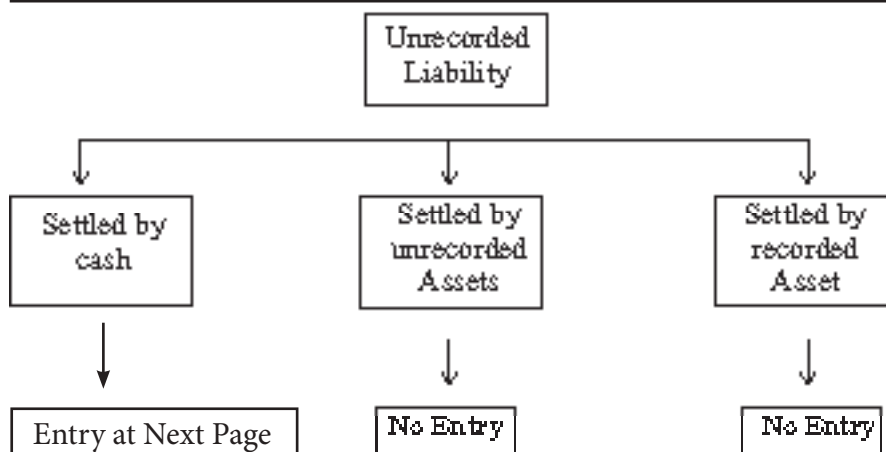 Unrecorded
Liability
Settled by
cash
Settled by
unrecorded
Assets
Settled by
recorded
Asset
Entry at Next Page
No Entry
No Entry